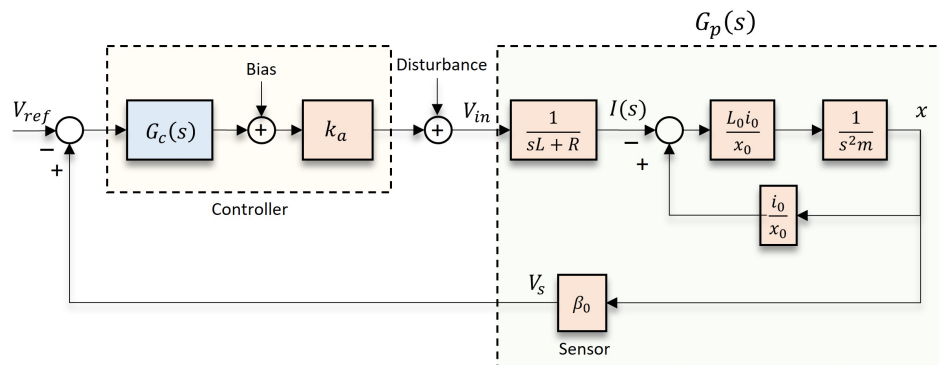 G_p(s)
Bias
Disturbance
V_ref
−
+
G_c(s)
+
k_a
+
V_in
1
sL + R
I(s)
−
+
L_0 i_0
x_0
1
s^2 m
x
Controller
i_0
x_0
V_s
β_0
Sensor